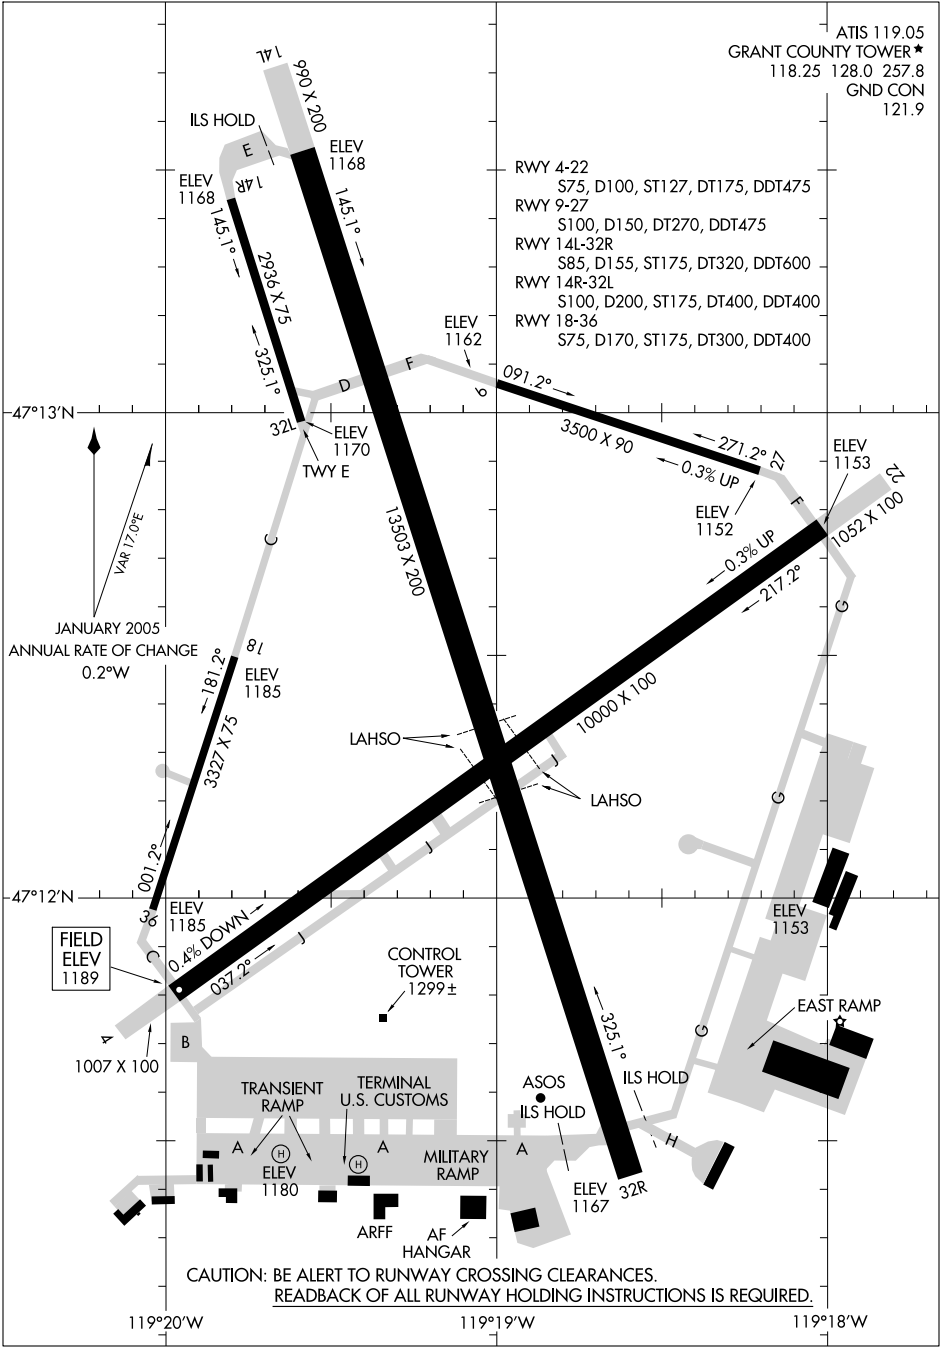 ATIS 119.05
GRANT COUNTY TOWER★
118.25 128.0 257.8
GND CON
121.9
14L
990 X 200
ILS HOLD
E
ELEV
1168
ELEV
1168
14R
145.1°
145.1°
RWY 4-22
S75, D100, ST127, DT175, DDT475
RWY 9-27
S100, D150, DT270, DDT475
RWY 14L-32R
S85, D155, ST175, DT320, DDT600
RWY 14R-32L
S100, D200, ST175, DT400, DDT400
RWY 18-36
S75, D170, ST175, DT300, DDT400
2936 X 75
325.1°
ELEV
1162
D
F
9
091.2°
3500 X 90
271.2°
0.3% UP
27
47°13'N
32L
ELEV
1170
TWY E
ELEV
1153
22
F
ELEV
1152
1052 X 100
VAR 17.0°E
C
13503 X 200
0.3% UP
217.2°
JANUARY 2005
ANNUAL RATE OF CHANGE
0.2°W
G
18
181.2°
ELEV
1185
3327 X 75
10000 X 100
LAHSO
J
LAHSO
G
J
001.2°
47°12'N
36
ELEV
1185
ELEV
1153
FIELD
ELEV
1189
C
0.4% DOWN
037.2°
J
CONTROL
TOWER
1299±
EAST RAMP
4
1007 X 100
B
325.1°
G
TRANSIENT
RAMP
TERMINAL
U.S. CUSTOMS
ASOS
ILS HOLD
ILS HOLD
A
H
ELEV
1180
H
A
MILITARY
RAMP
A
H
ELEV
1167
32R
ARFF
AF
HANGAR
CAUTION: BE ALERT TO RUNWAY CROSSING CLEARANCES.
READBACK OF ALL RUNWAY HOLDING INSTRUCTIONS IS REQUIRED.
119°20'W
119°19'W
119°18'W